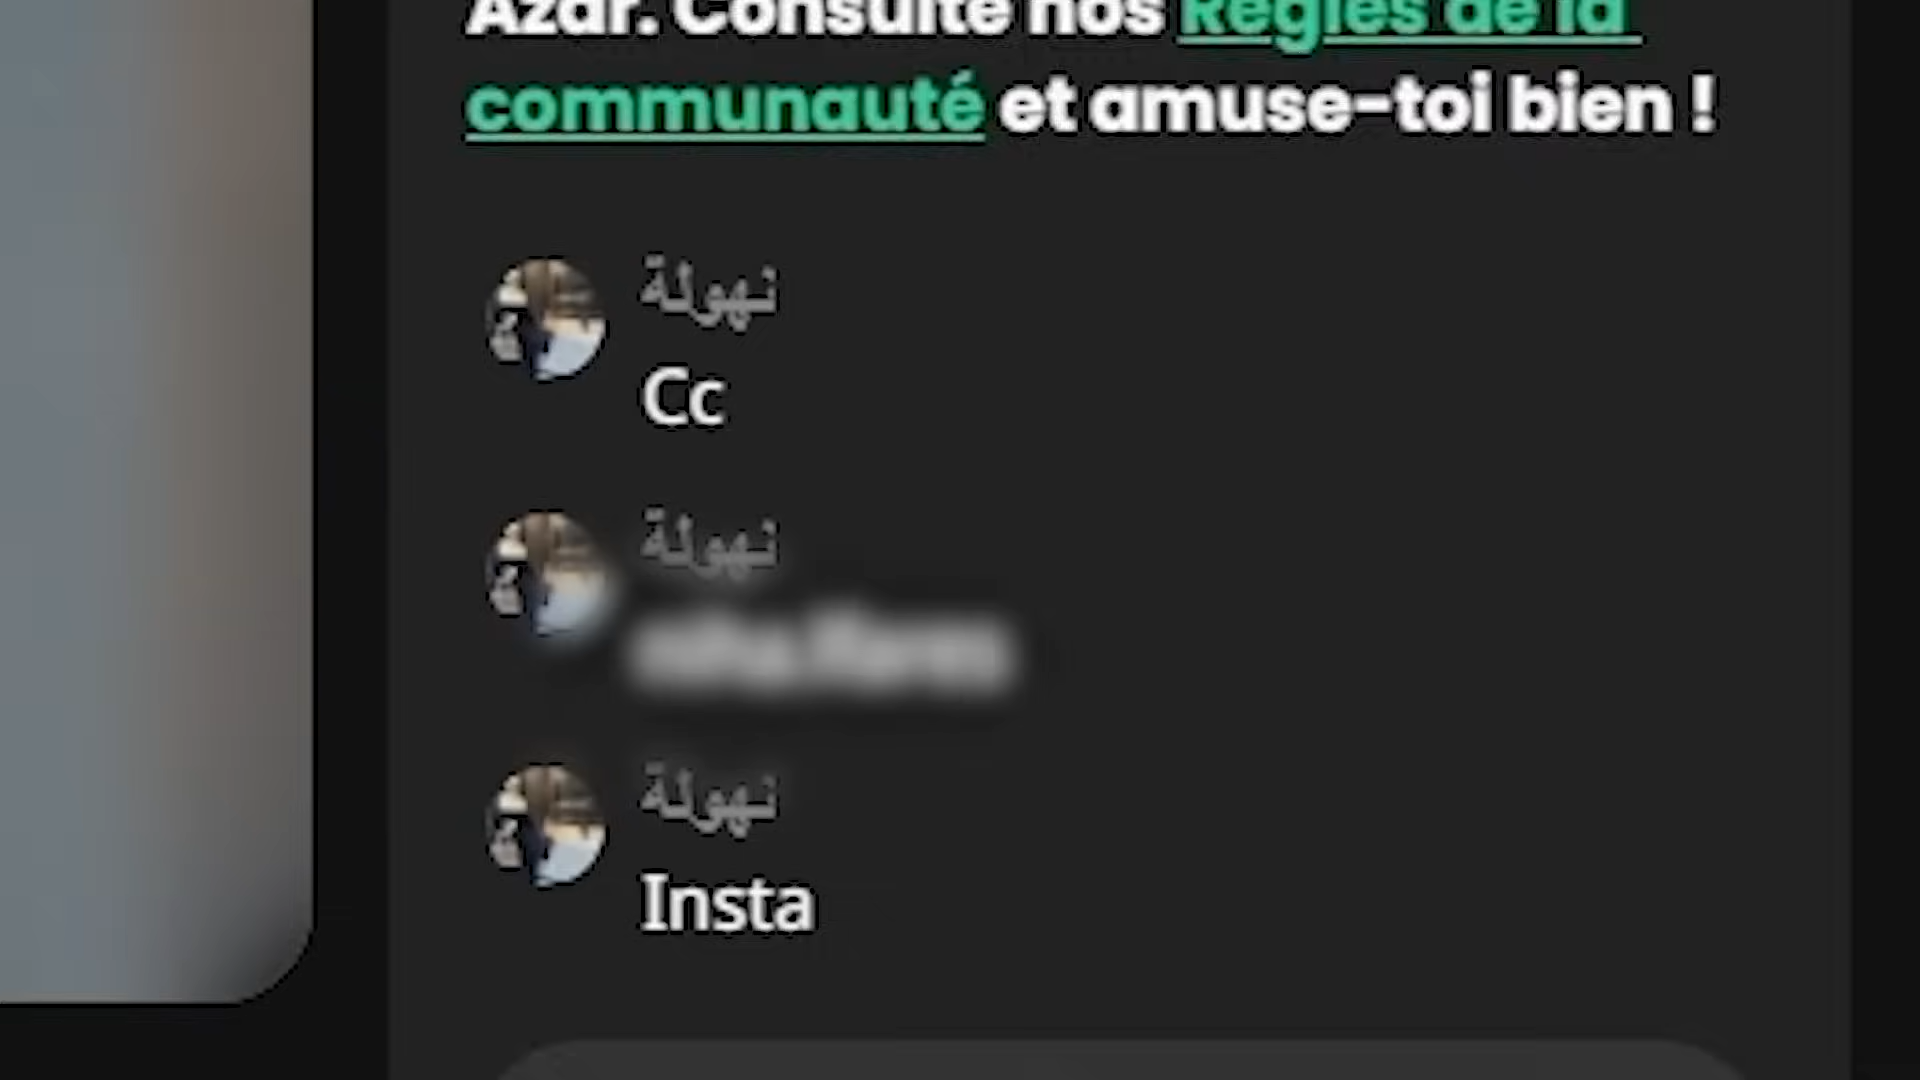 Azar. Consulte nos Règles de la
communauté et amuse-toi bien !
نهولة
Cc
نهولة
نهولة
Insta